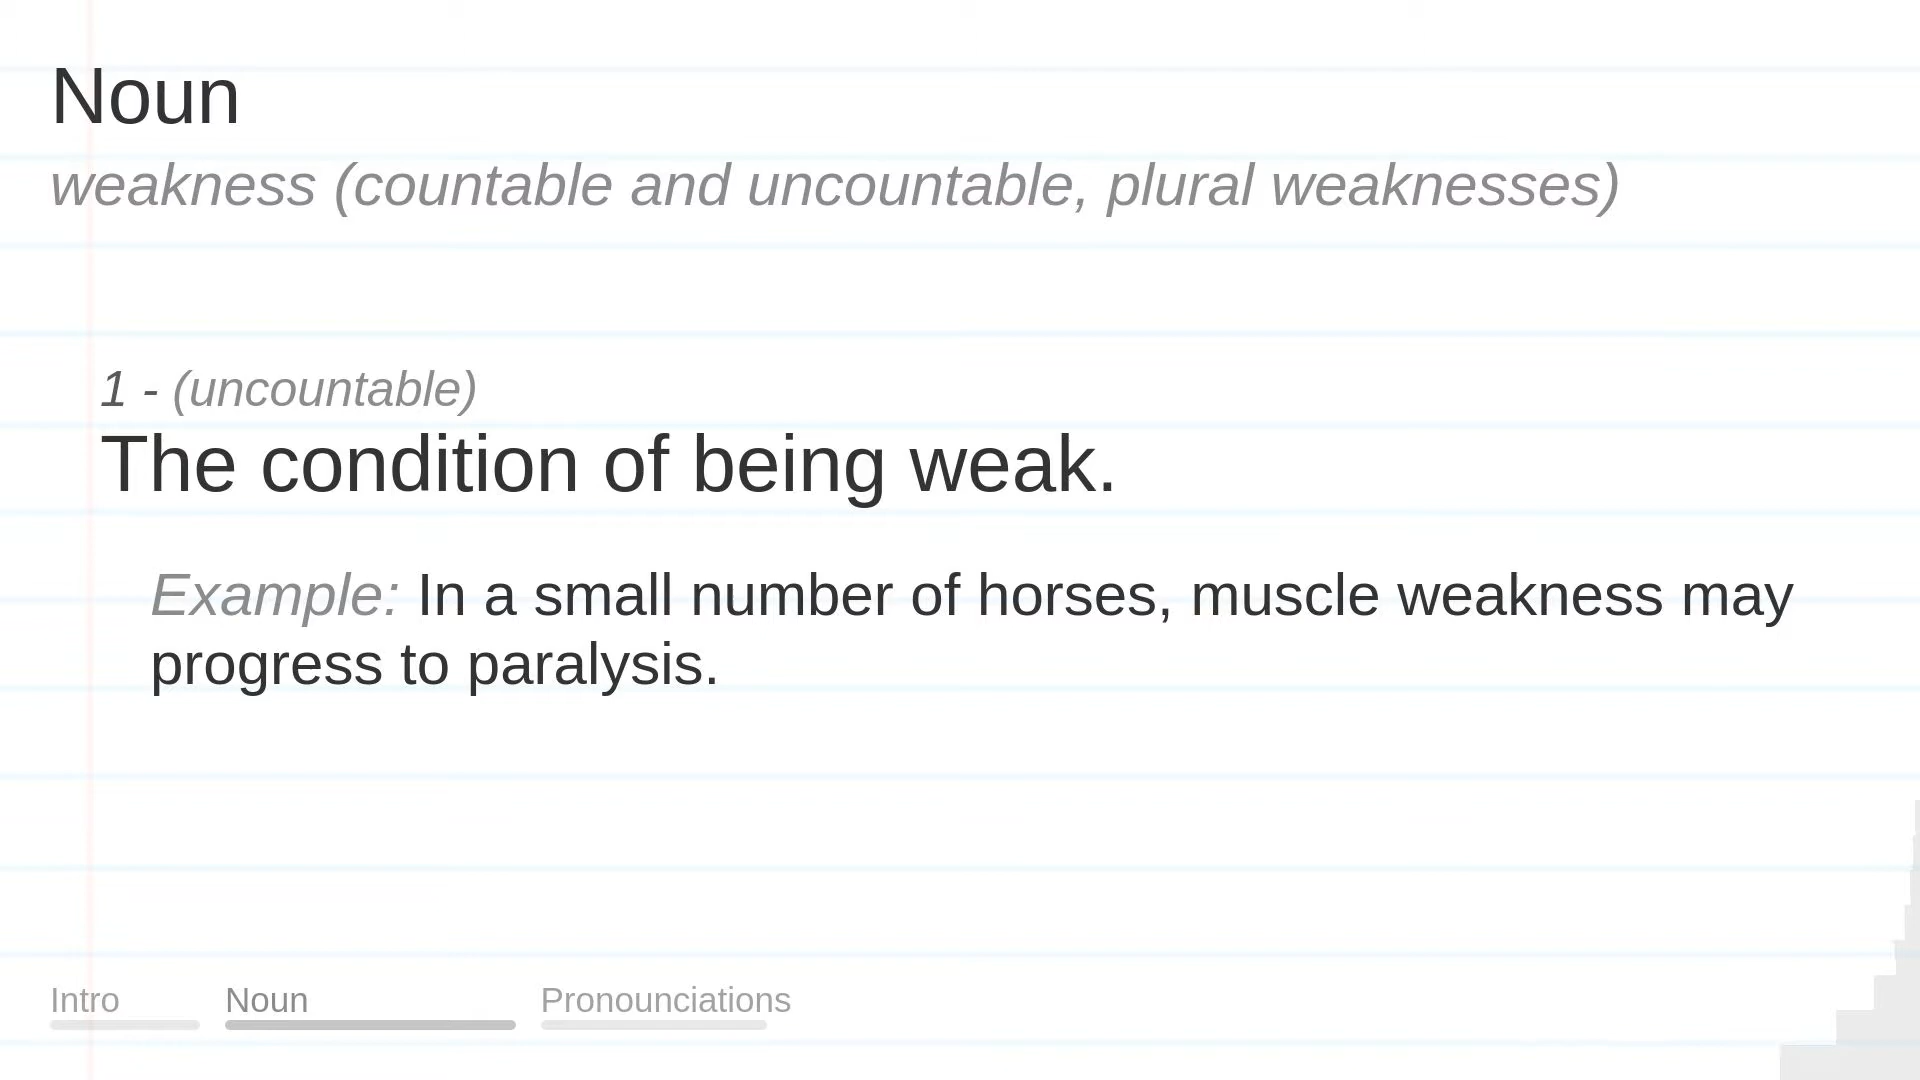 Noun
weakness (countable and uncountable, plural weaknesses)
1 - (uncountable)
The condition of being weak.
Example: In a small number of horses, muscle weakness may
progress to paralysis.
Intro Noun Pronounciations